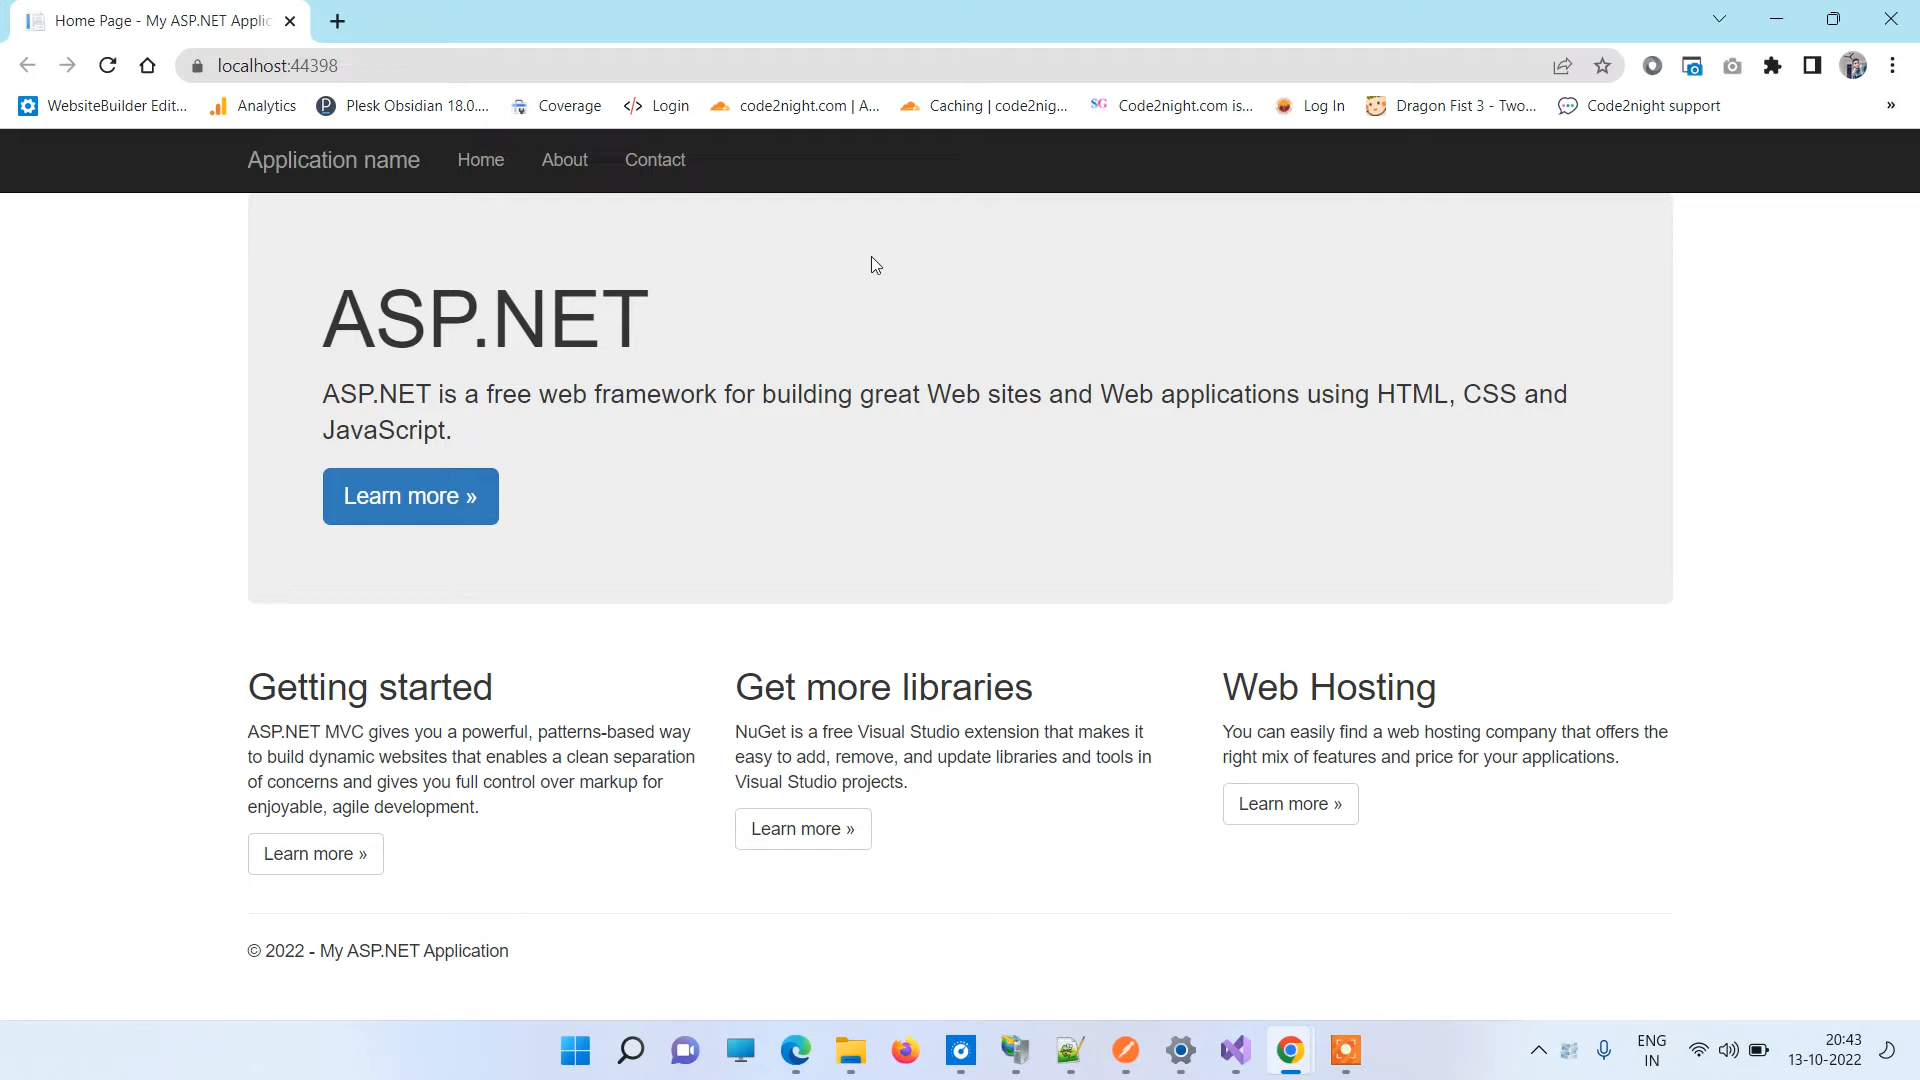 Home Page - My ASP.NET Applic
localhost:44398
WebsiteBuilder Edit... Analytics Plesk Obsidian 18.0.... Coverage Login code2night.com | A... Caching | code2nig... SG Code2night.com is... Log In Dragon Fist 3 - Two... Code2night support »
Application name Home About Contact
ASP.NET
ASP.NET is a free web framework for building great Web sites and Web applications using HTML, CSS and
JavaScript.
Learn more »
Getting started
ASP.NET MVC gives you a powerful, patterns-based way
to build dynamic websites that enables a clean separation
of concerns and gives you full control over markup for
enjoyable, agile development.
Learn more »
Get more libraries
NuGet is a free Visual Studio extension that makes it
easy to add, remove, and update libraries and tools in
Visual Studio projects.
Learn more »
Web Hosting
You can easily find a web hosting company that offers the
right mix of features and price for your applications.
Learn more »
© 2022 - My ASP.NET Application
ENG
IN
20:43
13-10-2022